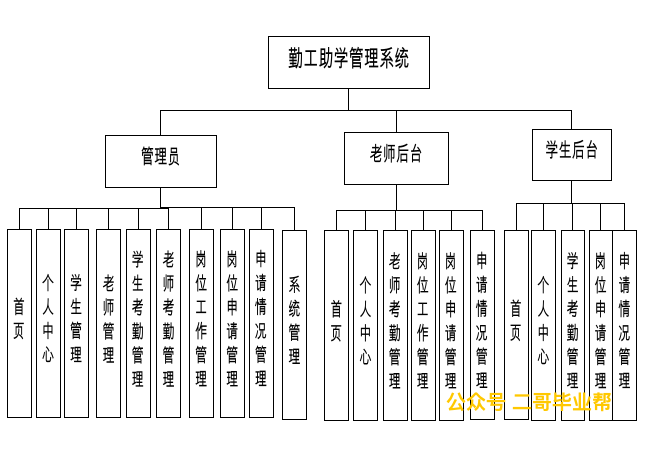 勤工助学管理系统
管理员
老师后台
学生后台
首页
个人中心
学生管理
老师管理
学生考勤管理
老师考勤管理
岗位工作管理
岗位申请管理
申请情况管理
系统管理
首页
个人中心
老师考勤管理
岗位工作管理
岗位申请管理
申请情况管理
首页
个人中心
学生考勤管理
岗位申请管理
申请情况管理
公众号 二哥毕业帮